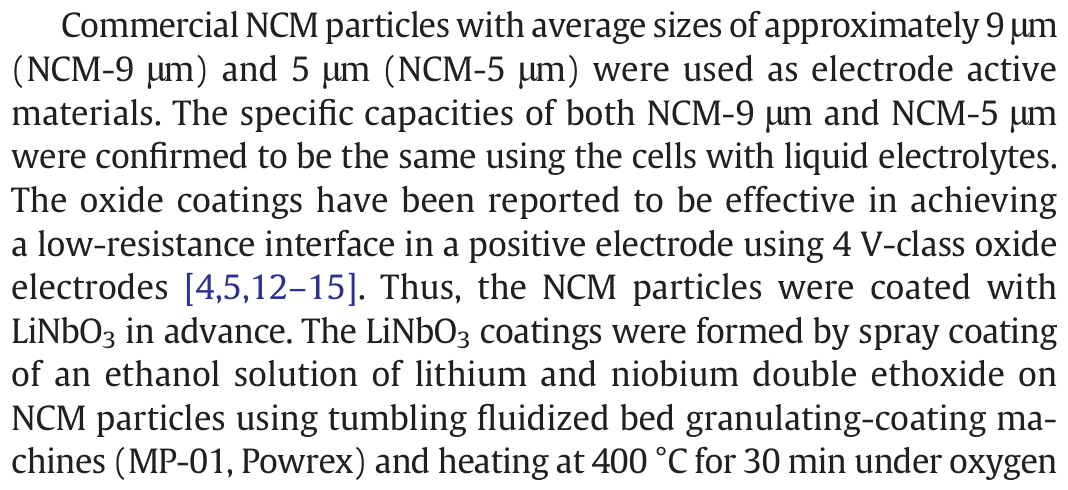 Commercial NCM particles with average sizes of approximately 9 μm
(NCM-9 μm) and 5 μm (NCM-5 μm) were used as electrode active
materials. The specific capacities of both NCM-9 μm and NCM-5 μm
were confirmed to be the same using the cells with liquid electrolytes.
The oxide coatings have been reported to be effective in achieving
a low-resistance interface in a positive electrode using 4 V-class oxide
electrodes [4,5,12–15]. Thus, the NCM particles were coated with
LiNbO₃ in advance. The LiNbO₃ coatings were formed by spray coating
of an ethanol solution of lithium and niobium double ethoxide on
NCM particles using tumbling fluidized bed granulating-coating ma-
chines (MP-01, Powrex) and heating at 400 °C for 30 min under oxygen